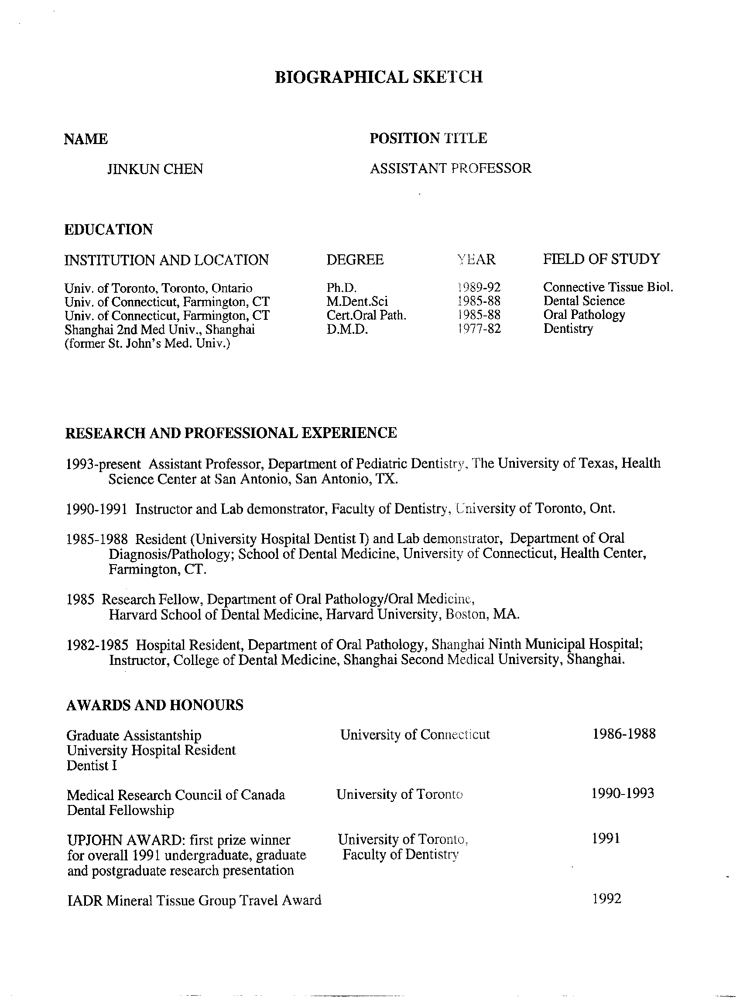 BIOGRAPHICAL SKETCH
NAME POSITION TITLE
JINKUN CHEN ASSISTANT PROFESSOR
EDUCATION
INSTITUTION AND LOCATION DEGREE YEAR FIELD OF STUDY
Univ. of Toronto, Toronto, Ontario Ph.D. 1989-92 Connective Tissue Biol.
Univ. of Connecticut, Farmington, CT M.Dent.Sci 1985-88 Dental Science
Univ. of Connecticut, Farmington, CT Cert.Oral Path. 1985-88 Oral Pathology
Shanghai 2nd Med Univ., Shanghai D.M.D. 1977-82 Dentistry
(former St. John's Med. Univ.)
RESEARCH AND PROFESSIONAL EXPERIENCE
1993-present Assistant Professor, Department of Pediatric Dentistry, The University of Texas, Health
Science Center at San Antonio, San Antonio, TX.
1990-1991 Instructor and Lab demonstrator, Faculty of Dentistry, University of Toronto, Ont.
1985-1988 Resident (University Hospital Dentist I) and Lab demonstrator, Department of Oral
Diagnosis/Pathology; School of Dental Medicine, University of Connecticut, Health Center,
Farmington, CT.
1985 Research Fellow, Department of Oral Pathology/Oral Medicine,
Harvard School of Dental Medicine, Harvard University, Boston, MA.
1982-1985 Hospital Resident, Department of Oral Pathology, Shanghai Ninth Municipal Hospital;
Instructor, College of Dental Medicine, Shanghai Second Medical University, Shanghai.
AWARDS AND HONOURS
Graduate Assistantship University of Connecticut 1986-1988
University Hospital Resident
Dentist I
Medical Research Council of Canada University of Toronto 1990-1993
Dental Fellowship
UPJOHN AWARD: first prize winner University of Toronto, 1991
for overall 1991 undergraduate, graduate Faculty of Dentistry
and postgraduate research presentation
IADR Mineral Tissue Group Travel Award 1992